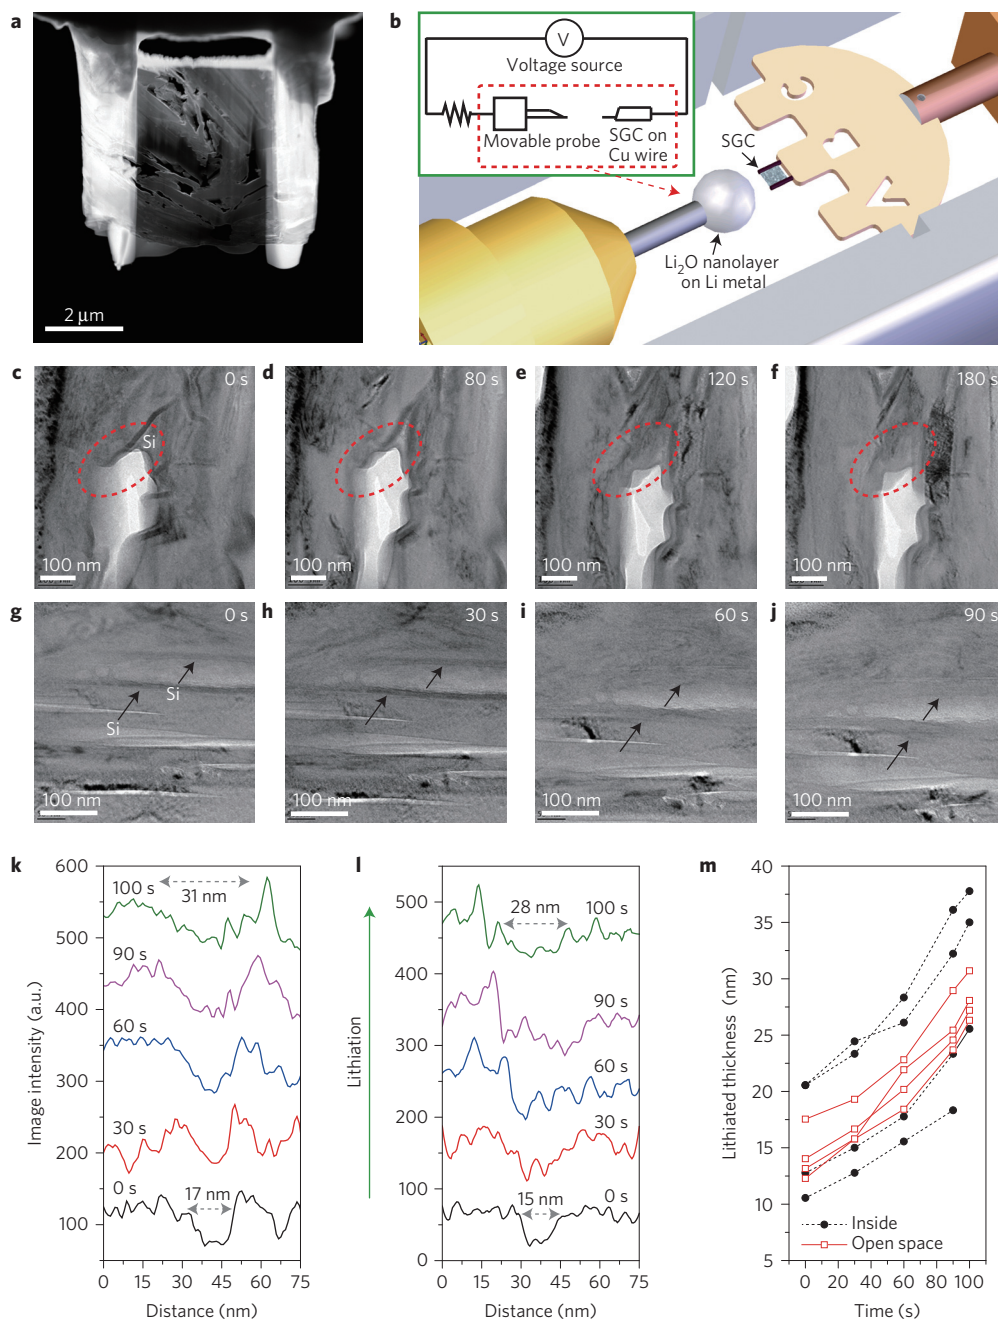 a
2 μm
b
V
Voltage source
Movable probe
SGC on
Cu wire
SGC
Li2O nanolayer
on Li metal
c
0 s
Si
100 nm
d
80 s
100 nm
e
120 s
100 nm
f
180 s
100 nm
g
0 s
Si
Si
100 nm
h
30 s
100 nm
i
60 s
100 nm
j
90 s
100 nm
k
600
500
400
300
200
100
Image intensity (a.u.)
100 s
31 nm
90 s
60 s
30 s
0 s
17 nm
0 15 30 45 60 75
Distance (nm)
l
Lithiation
500
400
300
200
100
0
28 nm
100 s
90 s
60 s
30 s
0 s
15 nm
0 15 30 45 60 75
Distance (nm)
m
40
35
30
25
20
15
10
5
Lithiated thickness (nm)
Inside
Open space
0 20 40 60 80 100
Time (s)